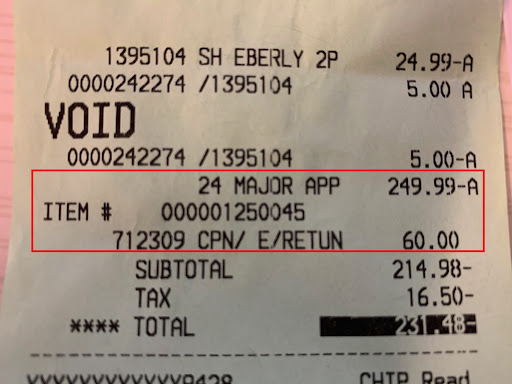 1395104 SH EBERLY 2P 24.99-A
0000242274 /1395104 5.00 A
VOID
0000242274 /1395104 5.00-A
24 MAJOR APP 249.99-A
ITEM # 000001250045
712309 CPN/ E/RETUN 60.00
SUBTOTAL 214.98-
TAX 16.50-
**** TOTAL 231.48-
CHIP Read